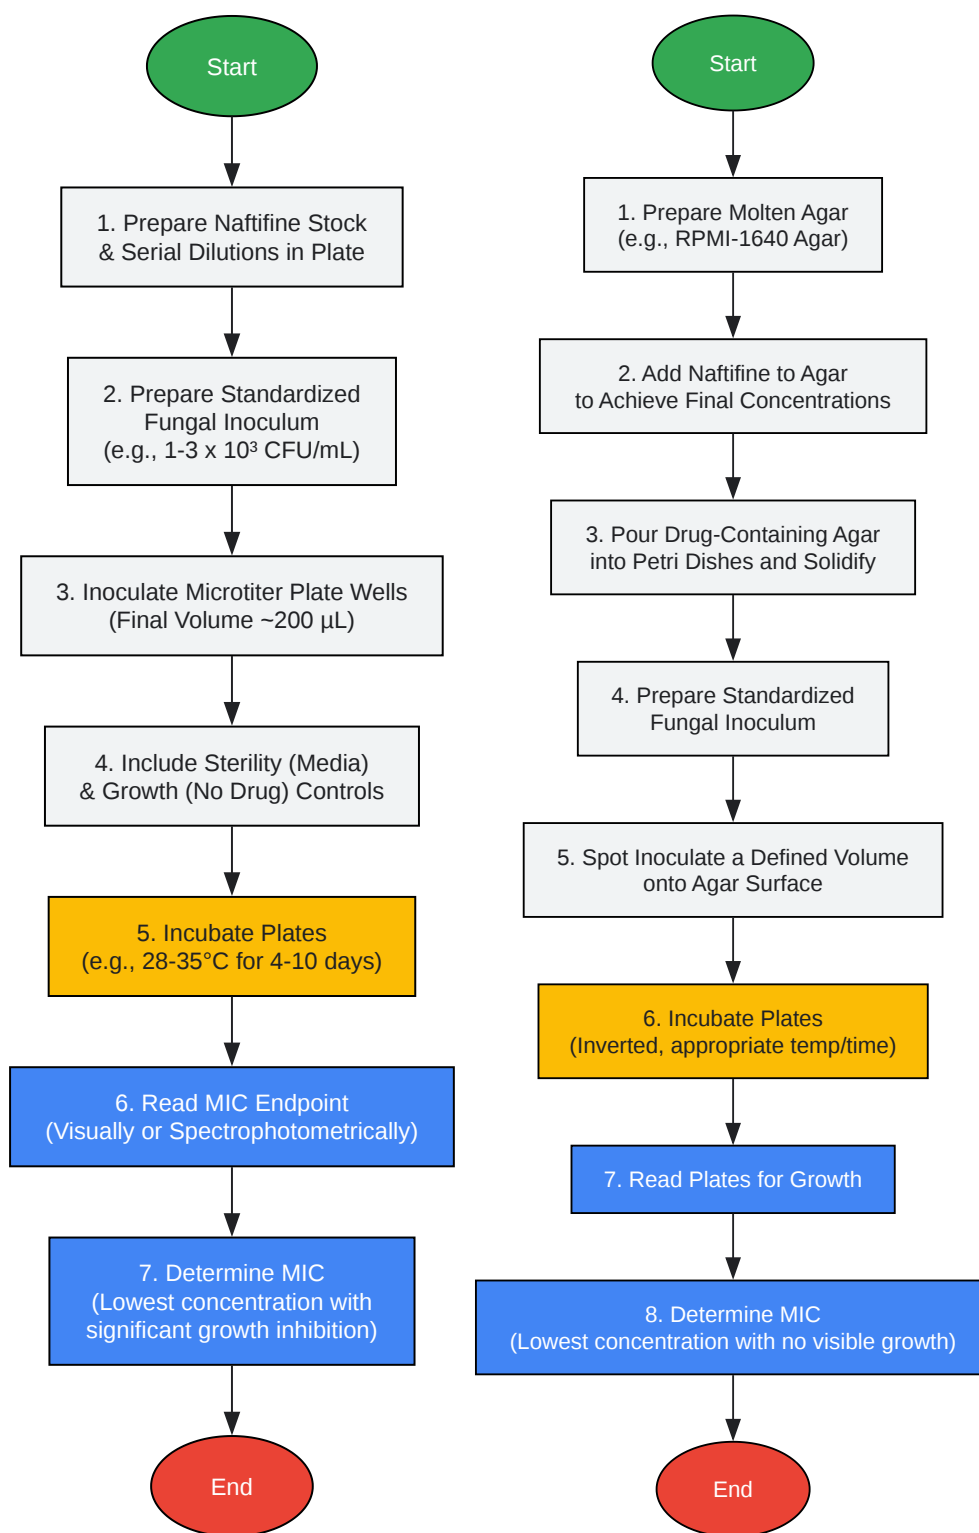 Start
1. Prepare Naftifine Stock
& Serial Dilutions in Plate
2. Prepare Standardized
Fungal Inoculum
(e.g., 1-3 x 10³ CFU/mL)
3. Inoculate Microtiter Plate Wells
(Final Volume ~200 µL)
4. Include Sterility (Media)
& Growth (No Drug) Controls
5. Incubate Plates
(e.g., 28-35°C for 4-10 days)
6. Read MIC Endpoint
(Visually or Spectrophotometrically)
7. Determine MIC
(Lowest concentration with
significant growth inhibition)
End
Start
1. Prepare Molten Agar
(e.g., RPMI-1640 Agar)
2. Add Naftifine to Agar
to Achieve Final Concentrations
3. Pour Drug-Containing Agar
into Petri Dishes and Solidify
4. Prepare Standardized
Fungal Inoculum
5. Spot Inoculate a Defined Volume
onto Agar Surface
6. Incubate Plates
(Inverted, appropriate temp/time)
7. Read Plates for Growth
8. Determine MIC
(Lowest concentration with no visible growth)
End